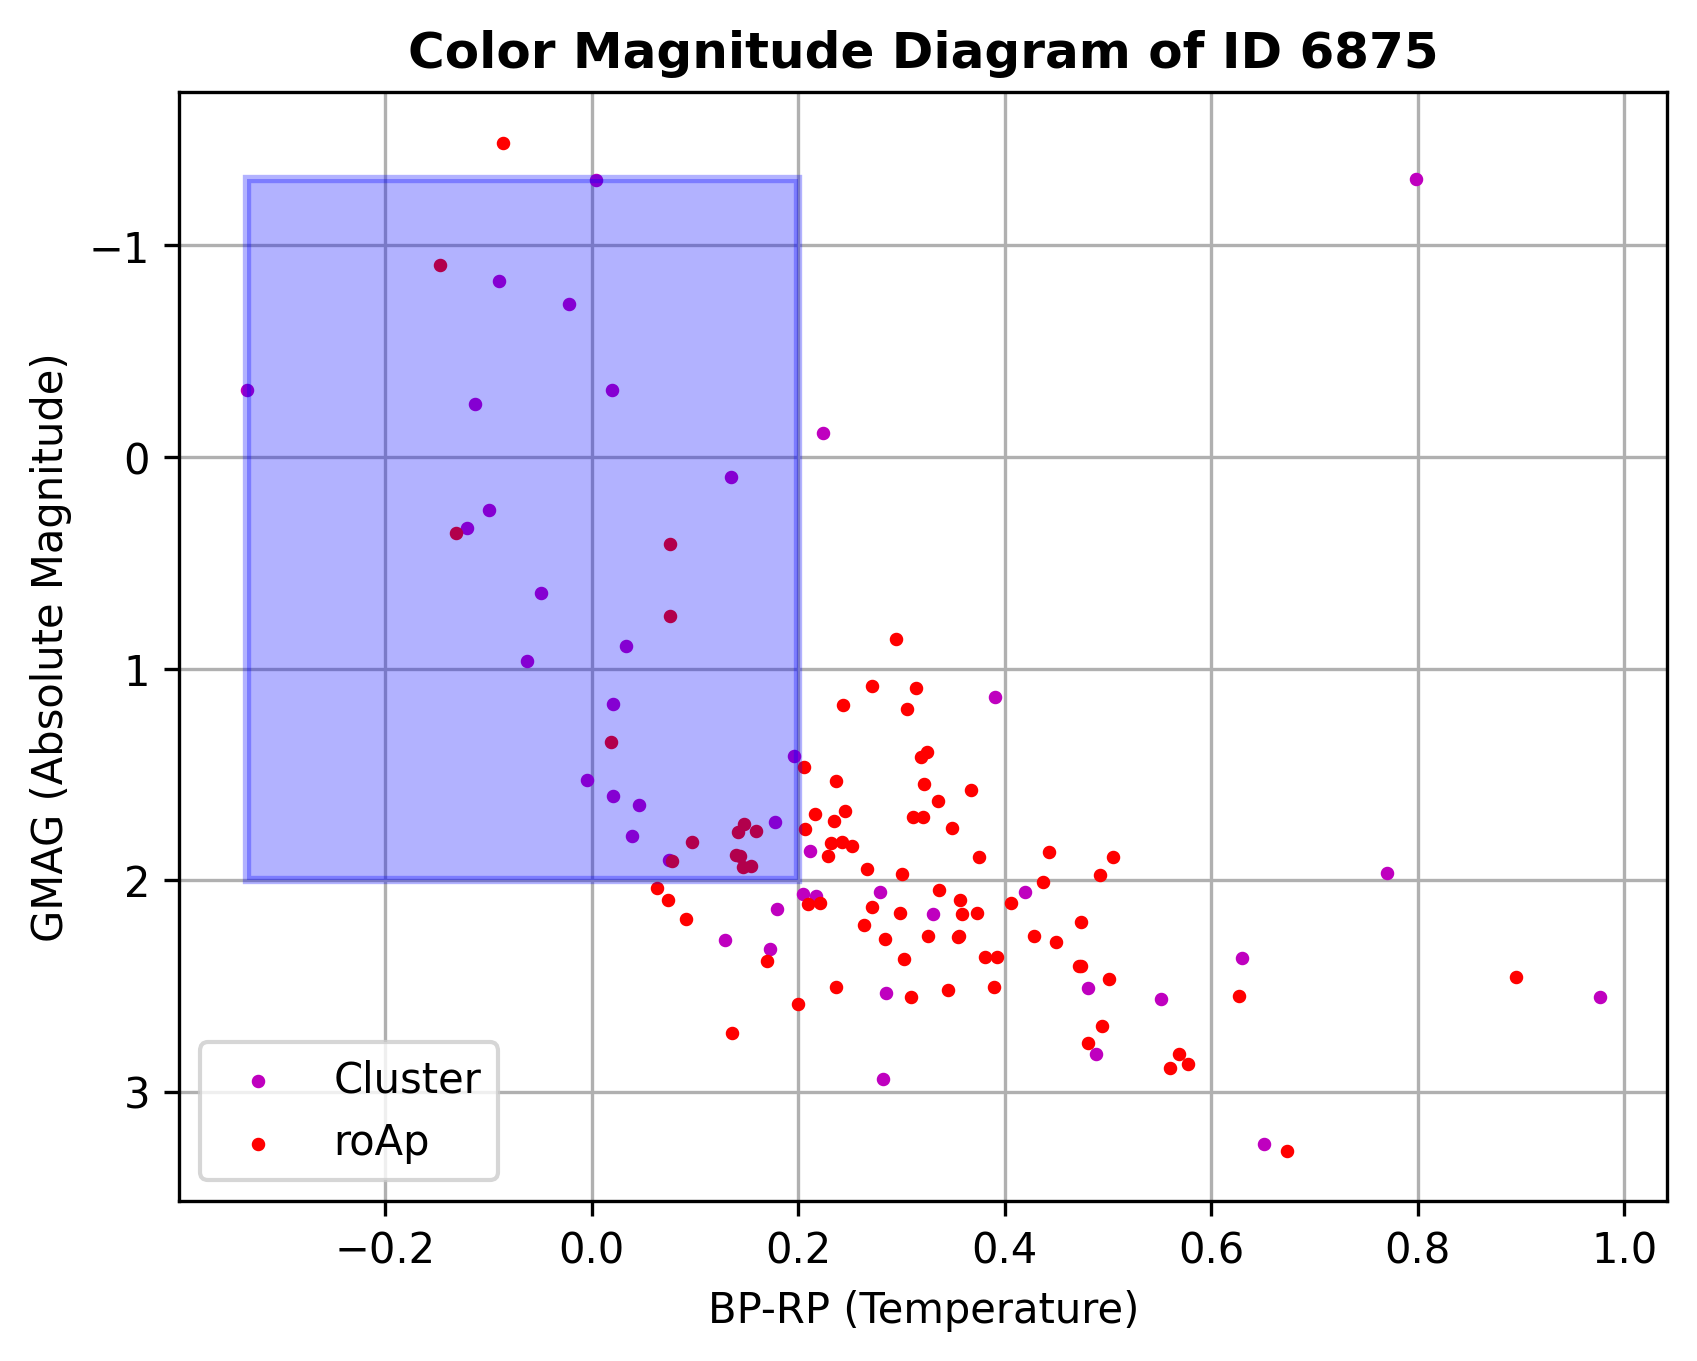 Color Magnitude Diagram of ID 6875
GMAG (Absolute Magnitude)
−1
0
1
2
3
Cluster
roAp
−0.2 0.0 0.2 0.4 0.6 0.8 1.0
BP-RP (Temperature)